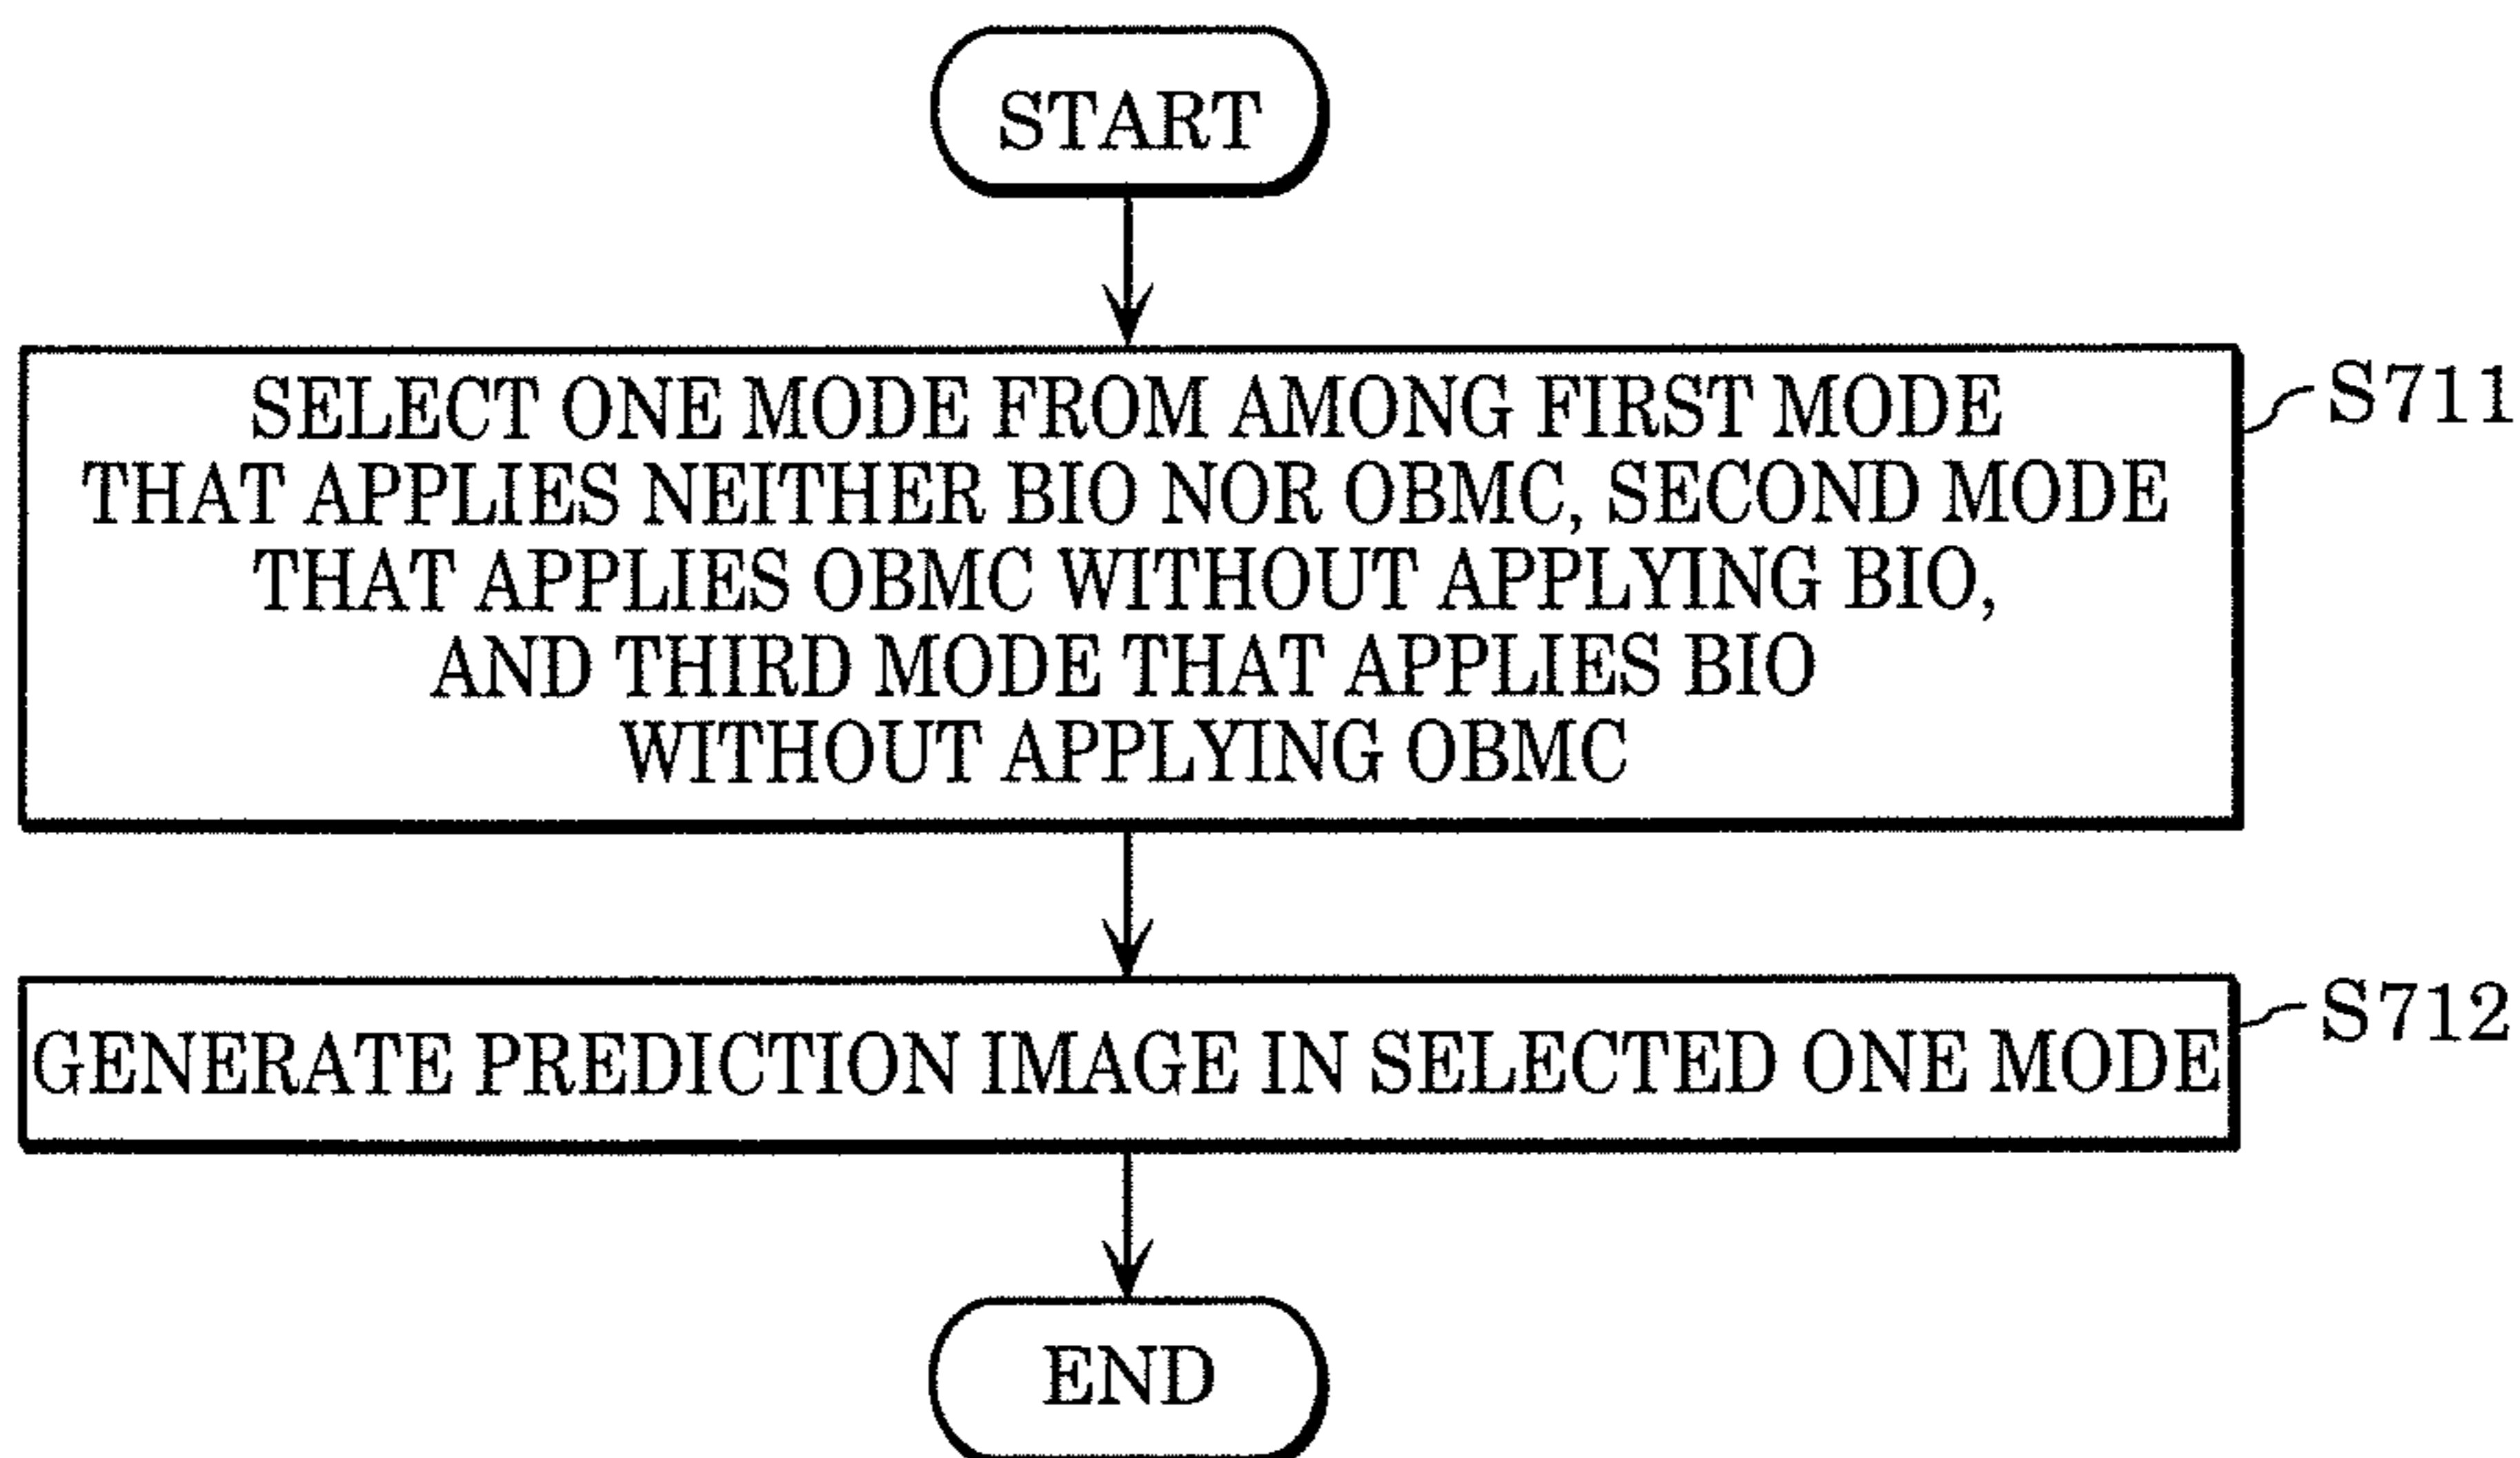 START
SELECT ONE MODE FROM AMONG FIRST MODE
THAT APPLIES NEITHER BIO NOR OBMC, SECOND MODE
THAT APPLIES OBMC WITHOUT APPLYING BIO,
AND THIRD MODE THAT APPLIES BIO
WITHOUT APPLYING OBMC
S711
GENERATE PREDICTION IMAGE IN SELECTED ONE MODE
S712
END